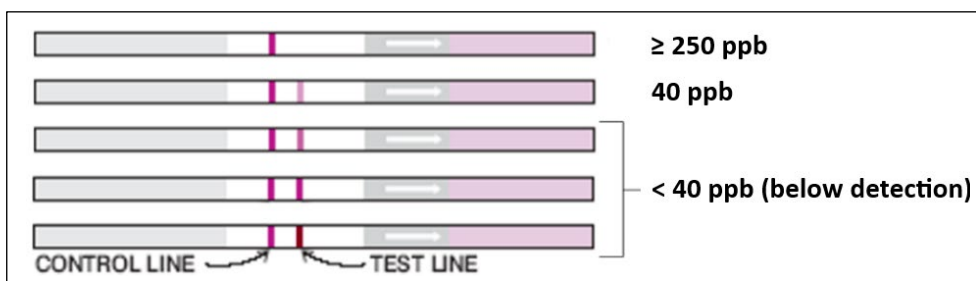 ≥ 250 ppb
40 ppb
< 40 ppb (below detection)
CONTROL LINE
TEST LINE